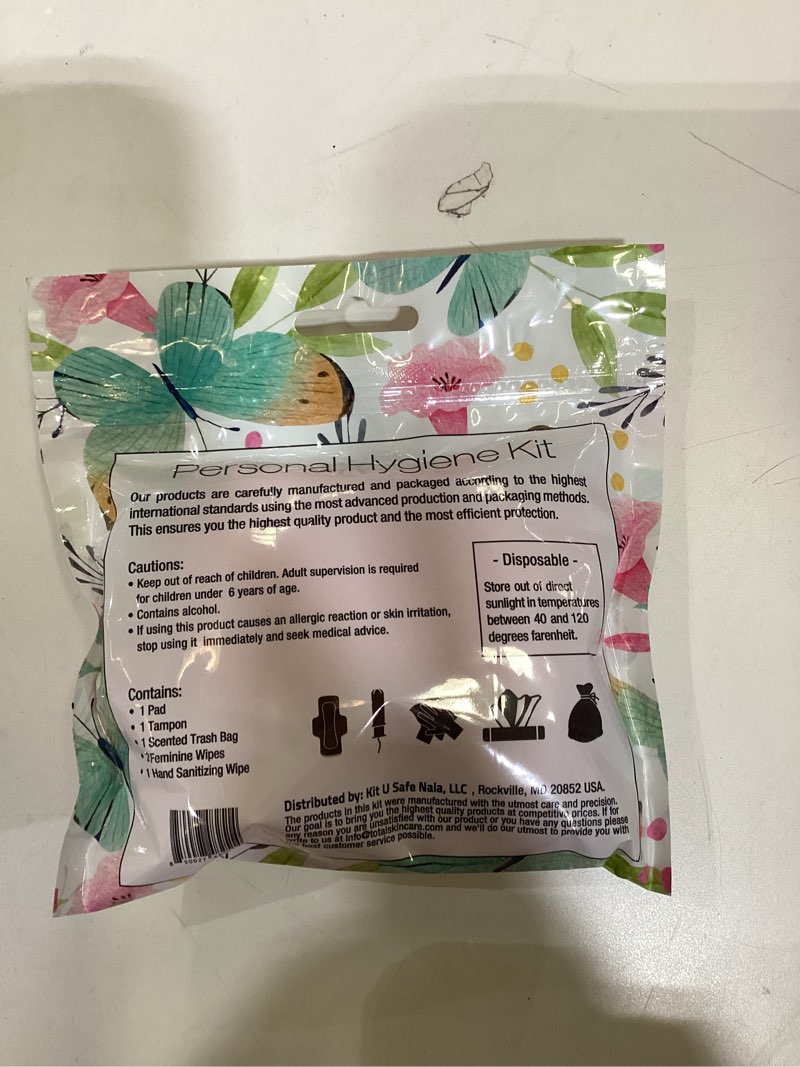 Personal Hygiene Kit
Our products are carefully manufactured and packaged according to the highest
international standards using the most advanced production and packaging methods.
This ensures you the highest quality product and the most efficient protection.
Cautions:
• Keep out of reach of children. Adult supervision is required
for children under 6 years of age.
• Contains alcohol.
• If using this product causes an allergic reaction or skin irritation,
stop using it immediately and seek medical advice.
- Disposable -
Store out of direct
sunlight in temperatures
between 40 and 120
degrees farenheit.
Contains:
• 1 Pad
• 1 Tampon
• 1 Scented Trash Bag
• Feminine Wipes
• 1 Hand Sanitizing Wipe
Distributed by: Kit U Safe Nala, LLC , Rockville, MD 20852 USA.
The products in this kit were manufactured with the utmost care and precision.
Our goal is to bring you the highest quality products at competitive prices. If for
any reason you are unsatisfied with our product or you have any questions please
write to us at info@totalskincare.com and we'll do our utmost to provide you with
best customer service possible.